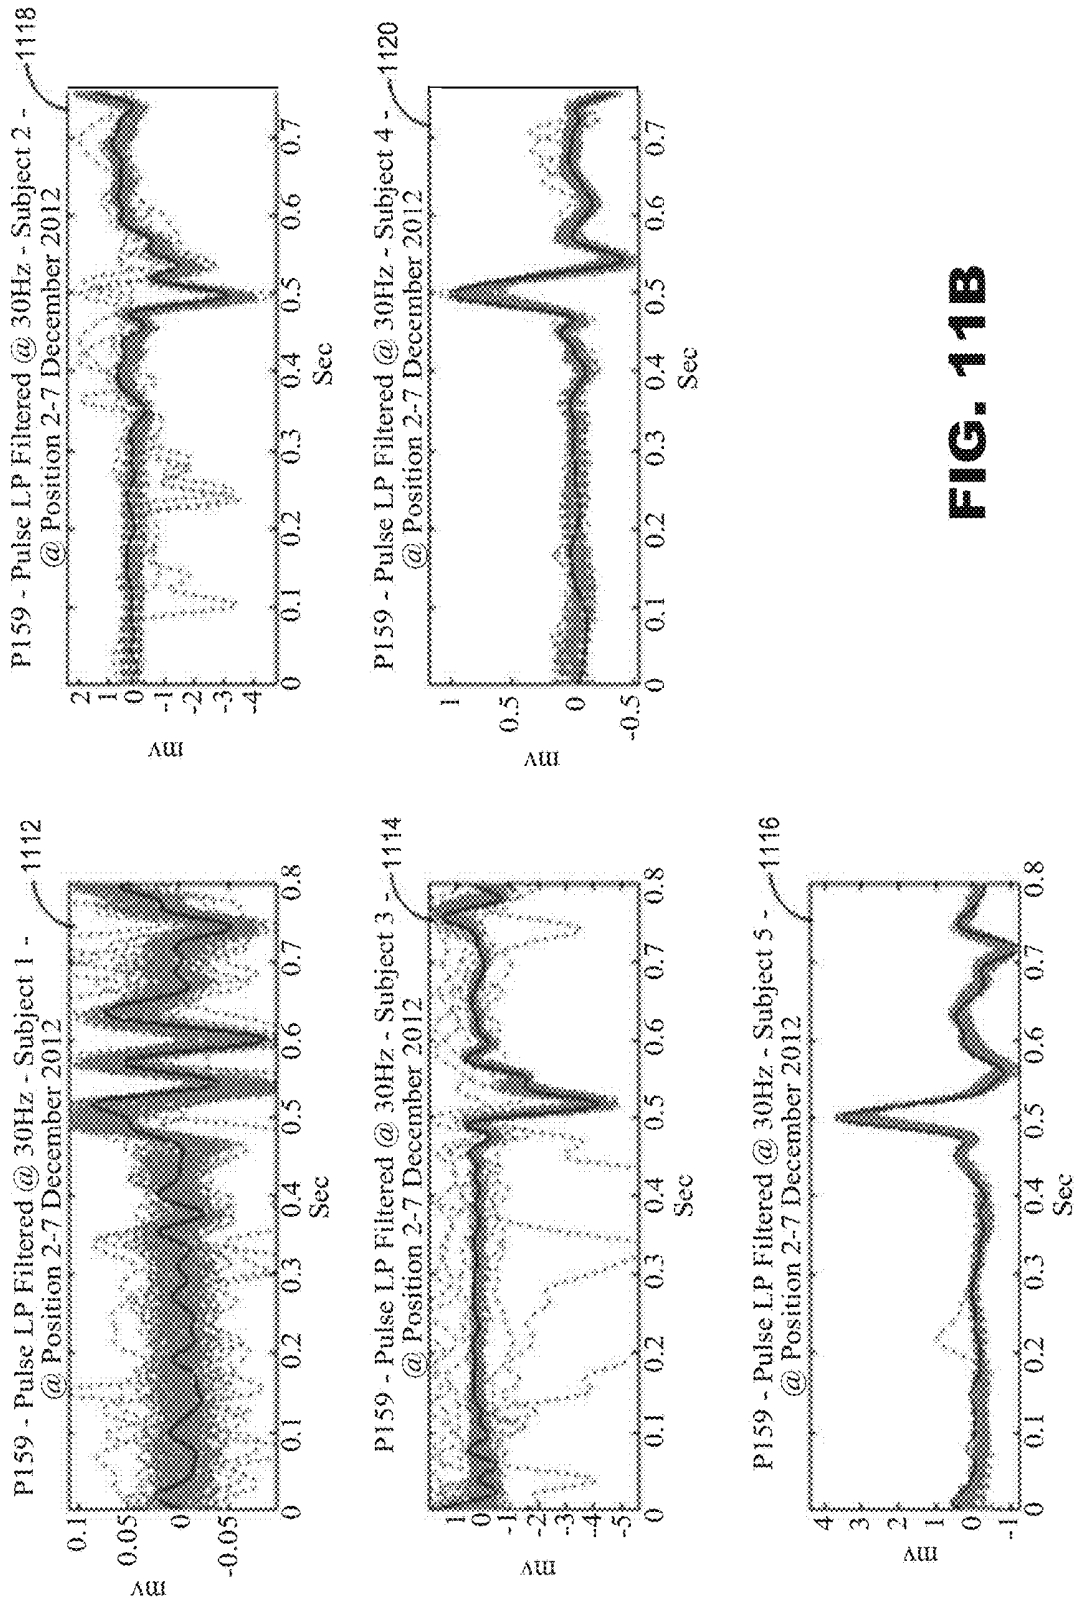 P159 - Pulse LP Filtered @ 30Hz - Subject 1 -
@ Position 2-7 December 2012
1112
0.1
0.05
0
-0.05
mv
0 0.1 0.2 0.3 0.4 0.5 0.6 0.7 0.8
Sec
P159 - Pulse LP Filtered @ 30Hz - Subject 2 -
@ Position 2-7 December 2012
1118
2
1
0
-1
-2
-3
-4
mv
0 0.1 0.2 0.3 0.4 0.5 0.6 0.7
Sec
P159 - Pulse LP Filtered @ 30Hz - Subject 3 -
@ Position 2-7 December 2012
1114
1
0
-1
-2
-3
-4
-5
mv
0 0.1 0.2 0.3 0.4 0.5 0.6 0.7 0.8
Sec
P159 - Pulse LP Filtered @ 30Hz - Subject 4 -
@ Position 2-7 December 2012
1120
1
0.5
0
-0.5
mv
0 0.1 0.2 0.3 0.4 0.5 0.6 0.7
Sec
P159 - Pulse LP Filtered @ 30Hz - Subject 5 -
@ Position 2-7 December 2012
1116
4
3
2
1
0
-1
mv
0 0.1 0.2 0.3 0.4 0.5 0.6 0.7 0.8
Sec
FIG. 11B